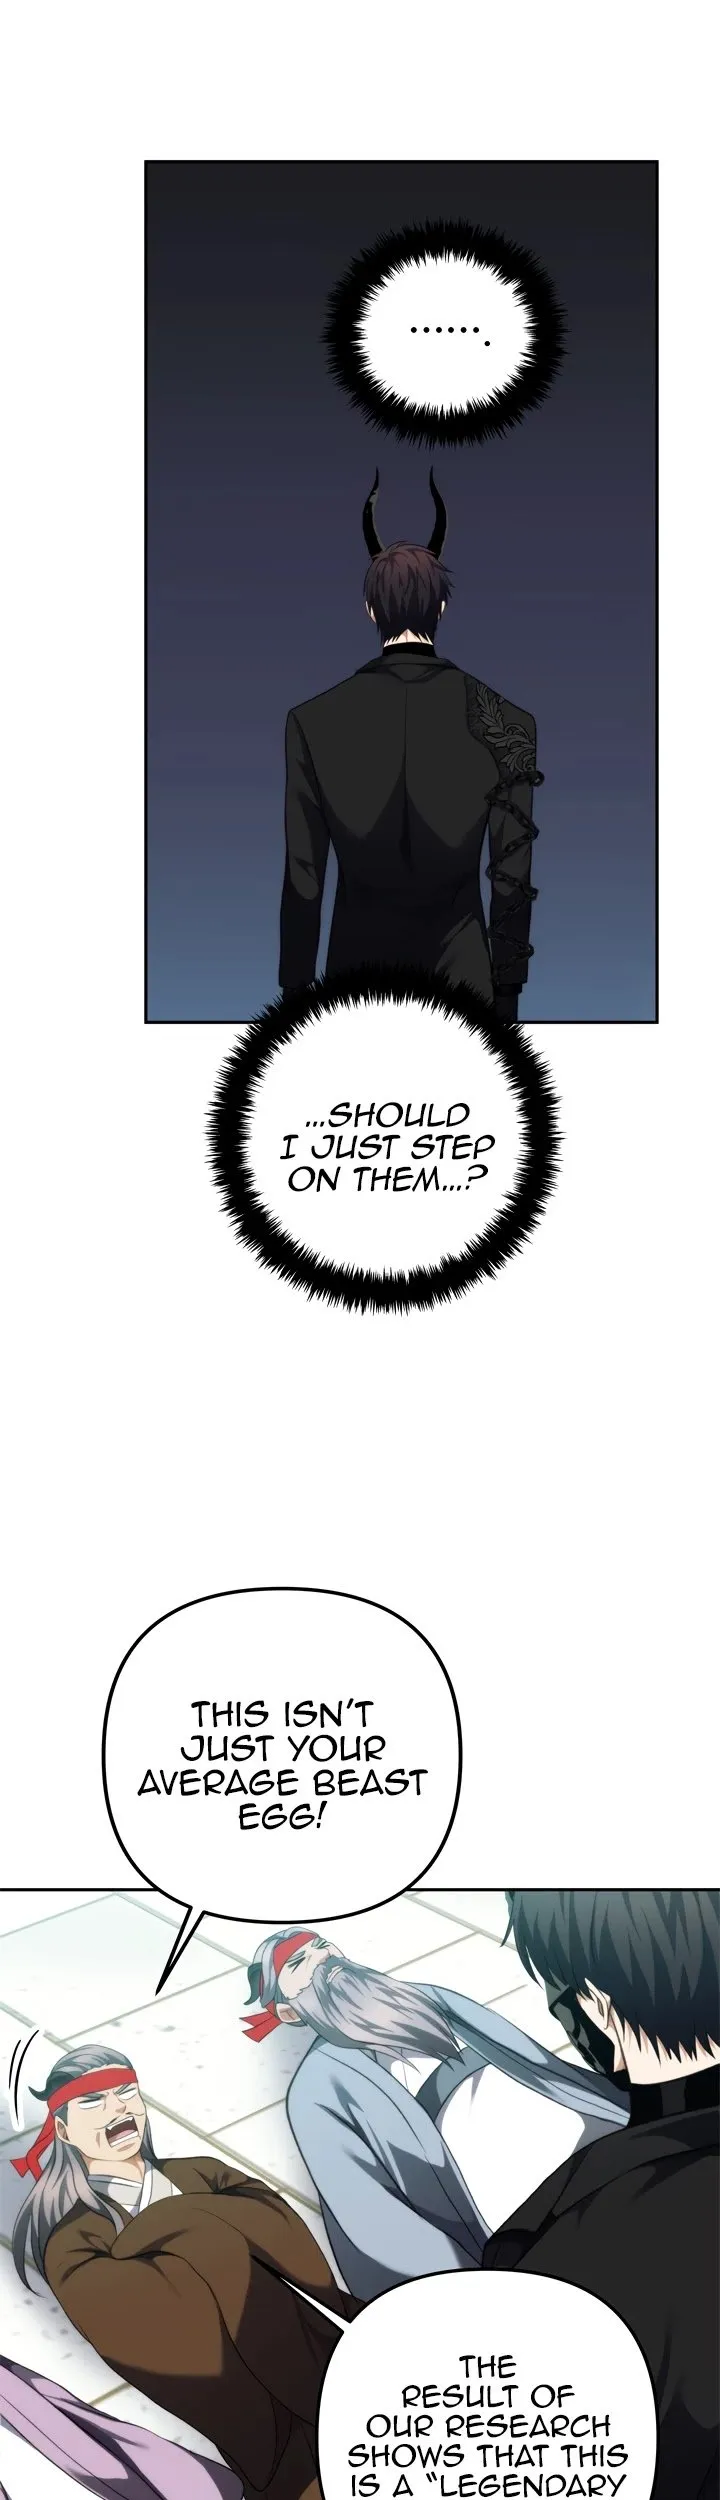 .......
...SHOULD
I JUST STEP
ON THEM...?
THIS ISN'T
JUST YOUR
AVERAGE BEAST
EGG!
THE
RESULT OF
OUR RESEARCH
SHOWS THAT THIS
IS A "LEGENDARY